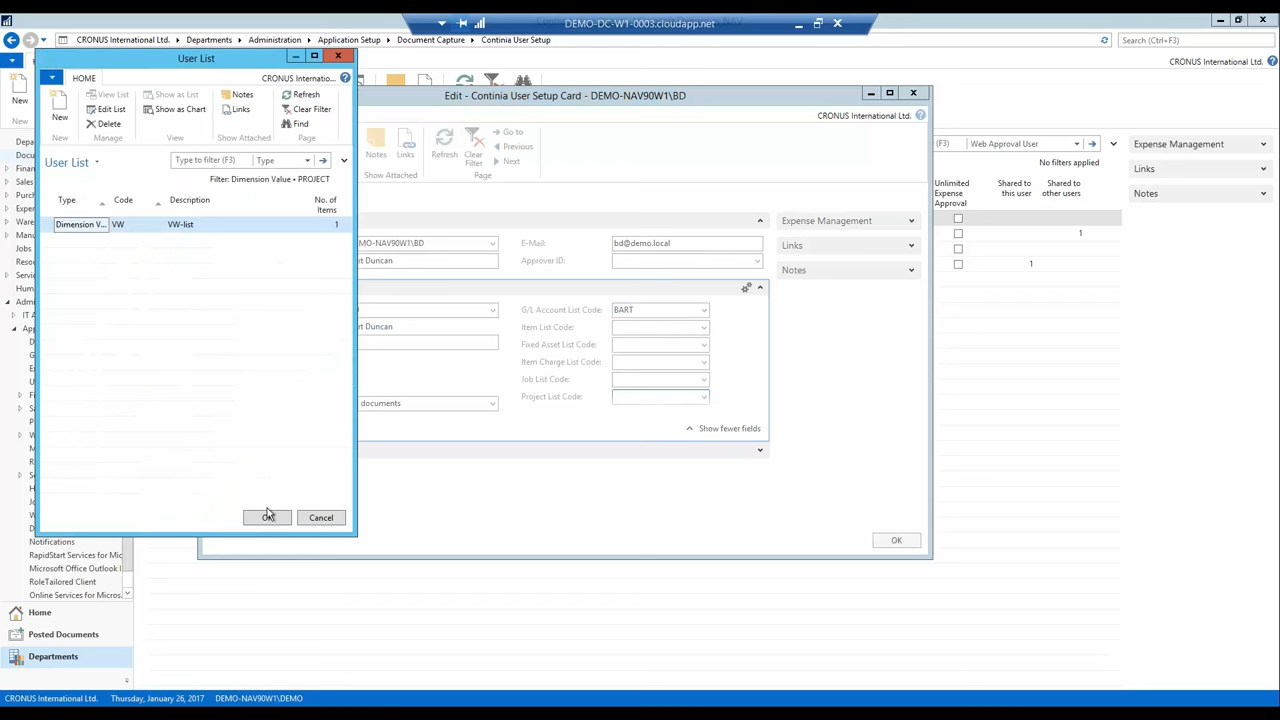 DEMO-DC-W1-0003.cloudapp.net
CRONUS International Ltd.
Departments
Administration
Application Setup
Document Capture
Continia User Setup
Search (Ctrl+F3)
CRONUS International Ltd.
User List
HOME
CRONUS Internatio...
New
View List
Edit List
Delete
Manage
Show as List
Show as Chart
View
Notes
Links
Show Attached
Refresh
Clear Filter
Find
Page
User List
Type to filter (F3)
Type
Filter: Dimension Value • PROJECT
Type
Code
Description
No. of Items
Dimension V...
VW
VW-list
1
OK
Cancel
Edit - Continia User Setup Card - DEMO-NAV90W1\BD
CRONUS International Ltd.
Notes
Links
Show Attached
Refresh
Clear Filter
Go to
Previous
Next
Page
E-Mail:
bd@demo.local
Approver ID:
G/L Account List Code:
BART
Item List Code:
Fixed Asset List Code:
Item Charge List Code:
Job List Code:
Project List Code:
documents
Show fewer fields
Expense Management
Links
Notes
OK
(F3)
Web Approval User
No filters applied
Unlimited Expense Approval
Shared to this user
Shared to other users
1
1
Expense Management
Links
Notes
New
Jobs
Notifications
RapidStart Services for Mic
Microsoft Office Outlook I
RoleTailored Client
Online Services for Micros.
Home
Posted Documents
Departments
CRONUS International Ltd.
Thursday, January 26, 2017
DEMO-NAV90W1\DEMO